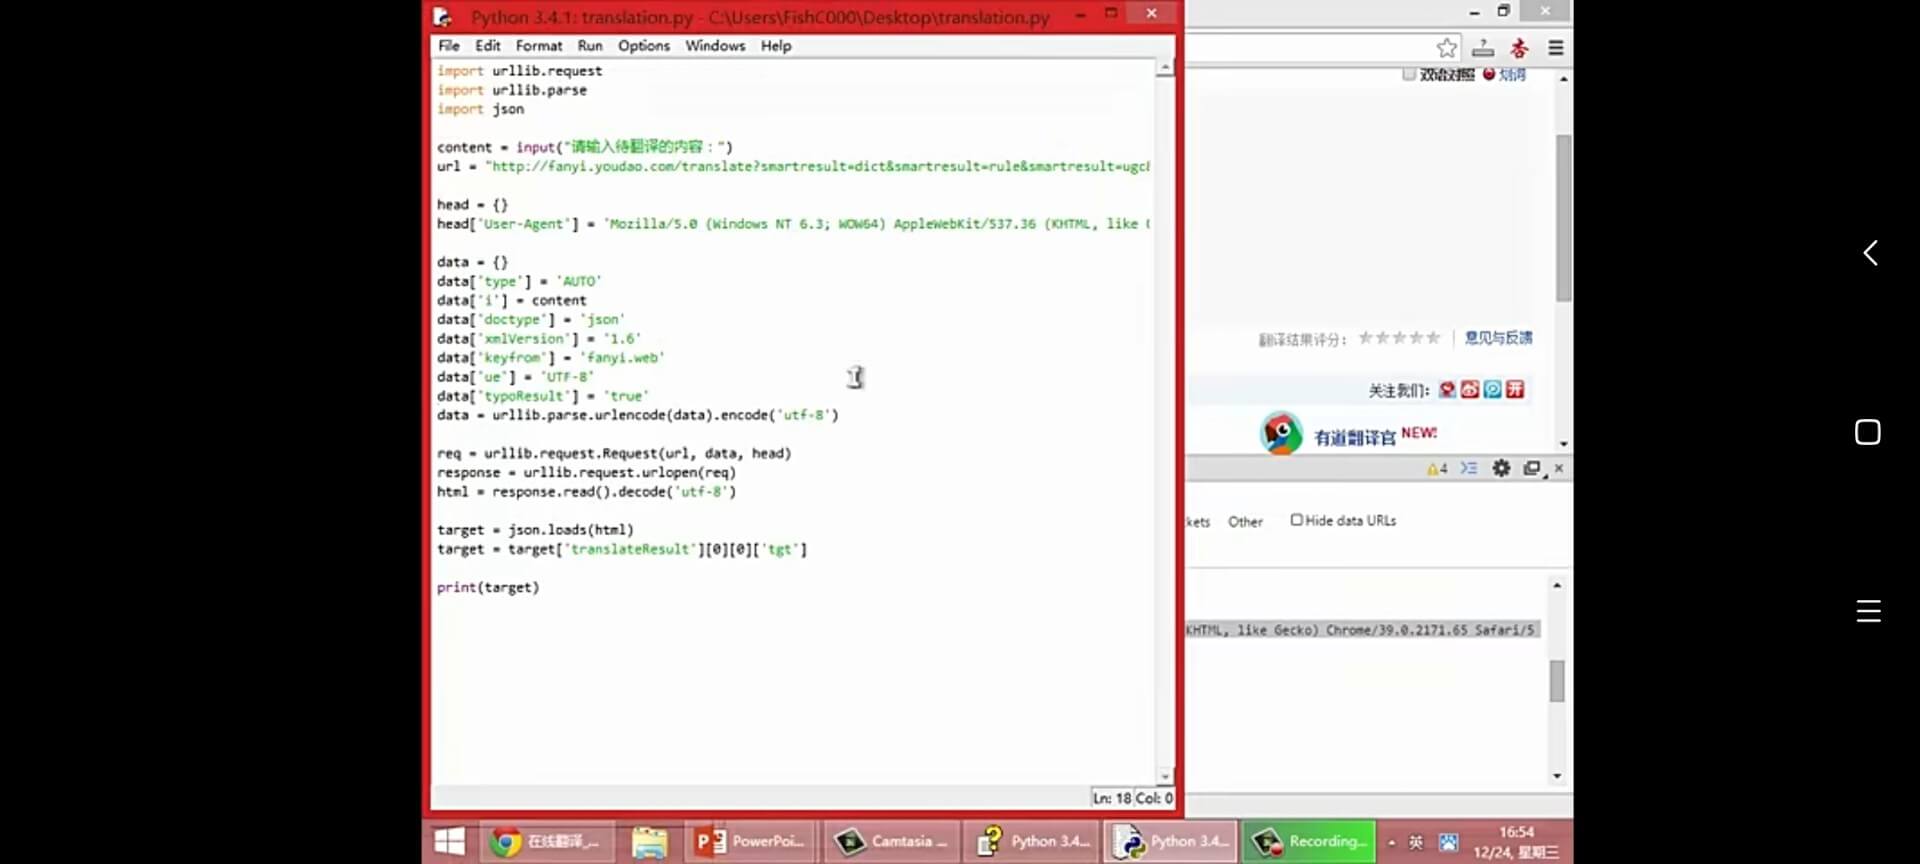 Python 3.4.1: translation.py - C:\Users\FishC000\Desktop\translation.py
File Edit Format Run Options Windows Help
import urllib.request
import urllib.parse
import json
content = input("请输入待翻译的内容：")
url = "http://fanyi.youdao.com/translate?smartresult=dict&smartresult=rule&smartresult=ugc
head = {}
head['User-Agent'] = 'Mozilla/5.0 (Windows NT 6.3; WOW64) AppleWebKit/537.36 (KHTML, like
data = {}
data['type'] = 'AUTO'
data['i'] = content
data['doctype'] = 'json'
data['xmlVersion'] = '1.6'
data['keyfrom'] = 'fanyi.web'
data['ue'] = 'UTF-8'
data['typoResult'] = 'true'
data = urllib.parse.urlencode(data).encode('utf-8')
req = urllib.request.Request(url, data, head)
response = urllib.request.urlopen(req)
html = response.read().decode('utf-8')
target = json.loads(html)
target = target['translateResult'][0][0]['tgt']
print(target)
Ln: 18 Col: 0
双语对照 划词
翻译结果评分：
意见与反馈
关注我们：
有道翻译官 NEW!
4
kets Other Hide data URLs
KHTML, like Gecko) Chrome/39.0.2171.65 Safari/5
在线翻译_...
PowerPoi...
Camtasia ...
Python 3.4...
Python 3.4...
Recording...
英
16:54
12/24, 星期三